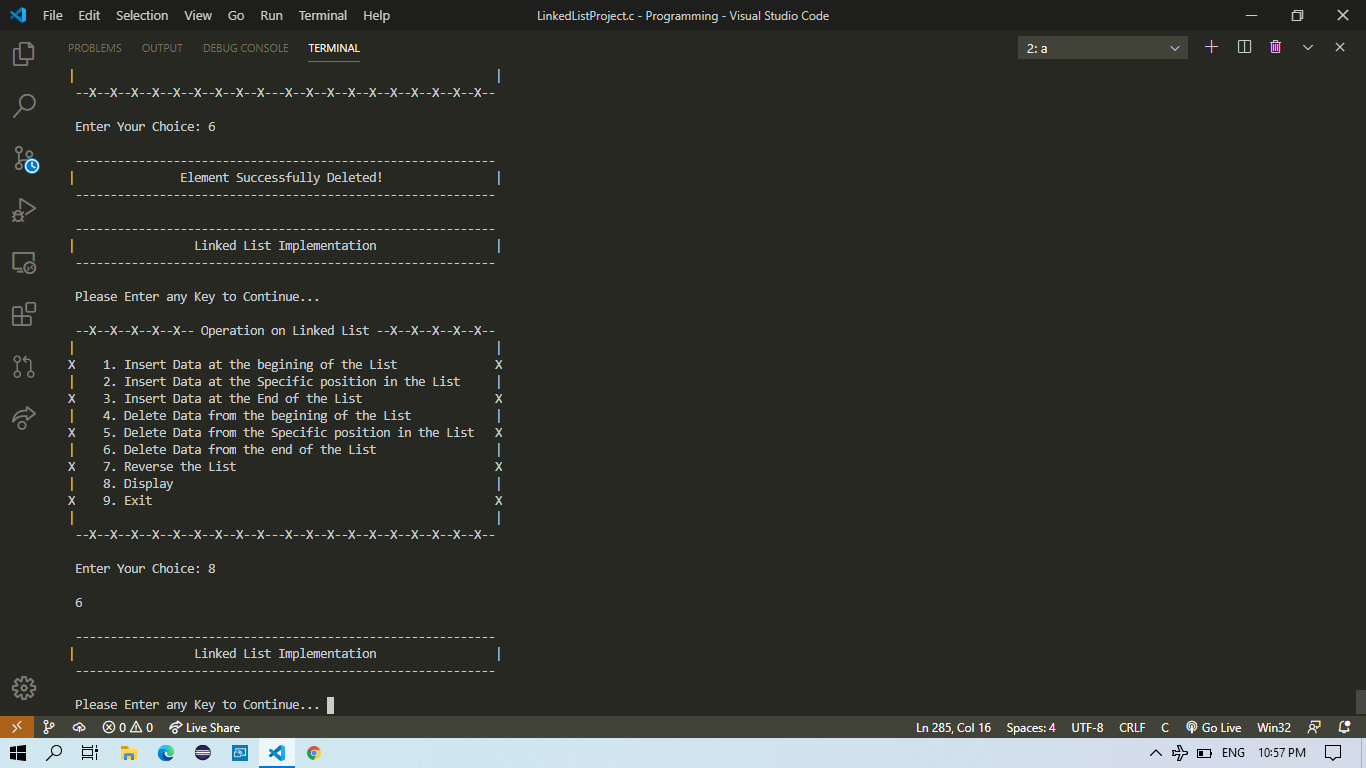 File Edit Selection View Go Run Terminal Help LinkedListProject.c - Programming - Visual Studio Code
PROBLEMS OUTPUT DEBUG CONSOLE TERMINAL 2: a
| |
--X--X--X--X--X--X--X--X--X---X--X--X--X--X--X--X--X--X--X--
Enter Your Choice: 6
------------------------------------------------------------
| Element Successfully Deleted! |
------------------------------------------------------------
------------------------------------------------------------
| Linked List Implementation |
------------------------------------------------------------
Please Enter any Key to Continue...
--X--X--X--X--X-- Operation on Linked List --X--X--X--X--X--
| |
X 1. Insert Data at the begining of the List X
| 2. Insert Data at the Specific position in the List |
X 3. Insert Data at the End of the List X
| 4. Delete Data from the begining of the List |
X 5. Delete Data from the Specific position in the List X
| 6. Delete Data from the end of the List |
X 7. Reverse the List X
| 8. Display |
X 9. Exit X
| |
--X--X--X--X--X--X--X--X--X---X--X--X--X--X--X--X--X--X--X--
Enter Your Choice: 8
6
------------------------------------------------------------
| Linked List Implementation |
------------------------------------------------------------
Please Enter any Key to Continue...
0 0 Live Share Ln 285, Col 16 Spaces: 4 UTF-8 CRLF C Go Live Win32
ENG 10:57 PM